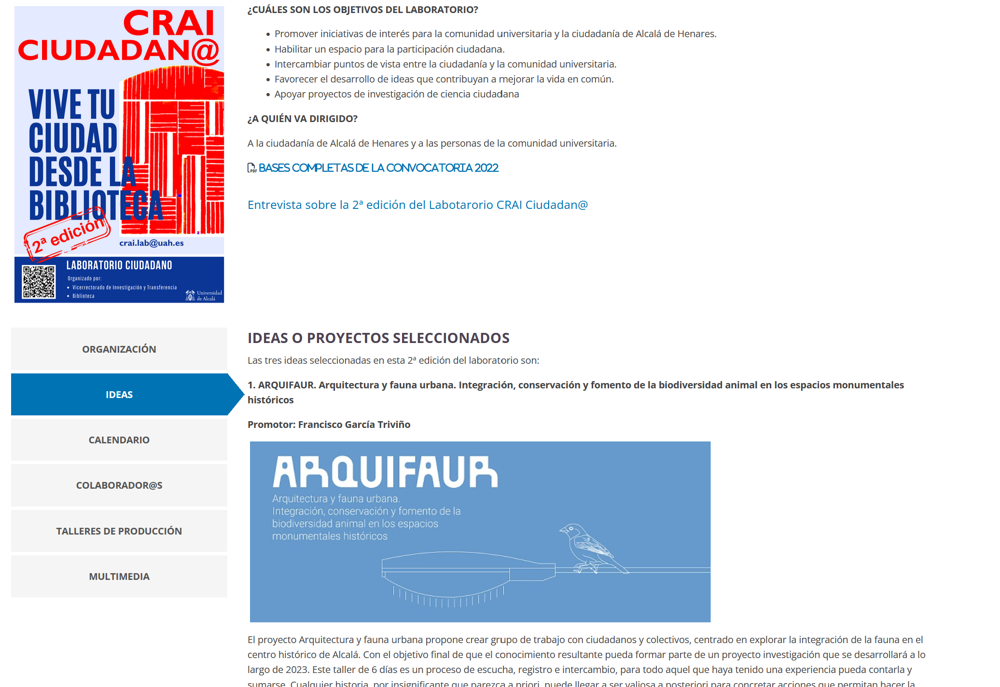 CRAI
CIUDADAN@
VIVE TU
CIUDAD
DESDE LA
BIBLIOTECA
2ª edición
crai.lab@uah.es
LABORATORIO CIUDADANO
Organizado por:
• Vicerrectorado de Investigación y Transferencia
• Biblioteca
Universidad
de Alcalá
¿CUÁLES SON LOS OBJETIVOS DEL LABORATORIO?
• Promover iniciativas de interés para la comunidad universitaria y la ciudadanía de Alcalá de Henares.
• Habilitar un espacio para la participación ciudadana.
• Intercambiar puntos de vista entre la ciudadanía y la comunidad universitaria.
• Favorecer el desarrollo de ideas que contribuyan a mejorar la vida en común.
• Apoyar proyectos de investigación de ciencia ciudadana
¿A QUIÉN VA DIRIGIDO?
A la ciudadanía de Alcalá de Henares y a las personas de la comunidad universitaria.
PDF BASES COMPLETAS DE LA CONVOCATORIA 2022
Entrevista sobre la 2ª edición del Labotarorio CRAI Ciudadan@
ORGANIZACIÓN
IDEAS
CALENDARIO
COLABORADOR@S
TALLERES DE PRODUCCIÓN
MULTIMEDIA
IDEAS O PROYECTOS SELECCIONADOS
Las tres ideas seleccionadas en esta 2ª edición del laboratorio son:
1. ARQUIFAUR. Arquitectura y fauna urbana. Integración, conservación y fomento de la biodiversidad animal en los espacios monumentales
históricos
Promotor: Francisco García Triviño
ARQUIFAUR
Arquitectura y fauna urbana.
Integración, conservación y fomento de la
biodiversidad animal en los espacios
monumentales históricos
El proyecto Arquitectura y fauna urbana propone crear grupo de trabajo con ciudadanos y colectivos, centrado en explorar la integración de la fauna en el
centro histórico de Alcalá. Con el objetivo final de que el conocimiento resultante pueda formar parte de un proyecto investigación que se desarrollará a lo
largo de 2023. Este taller de 6 días es un proceso de escucha, registro e intercambio, para todo aquel que haya tenido una experiencia pueda contarla y
sumarse. Cualquier historia, por insignificante que parezca a priori, puede llegar a ser valiosa a posteriori para concretar acciones que permitan hacer la